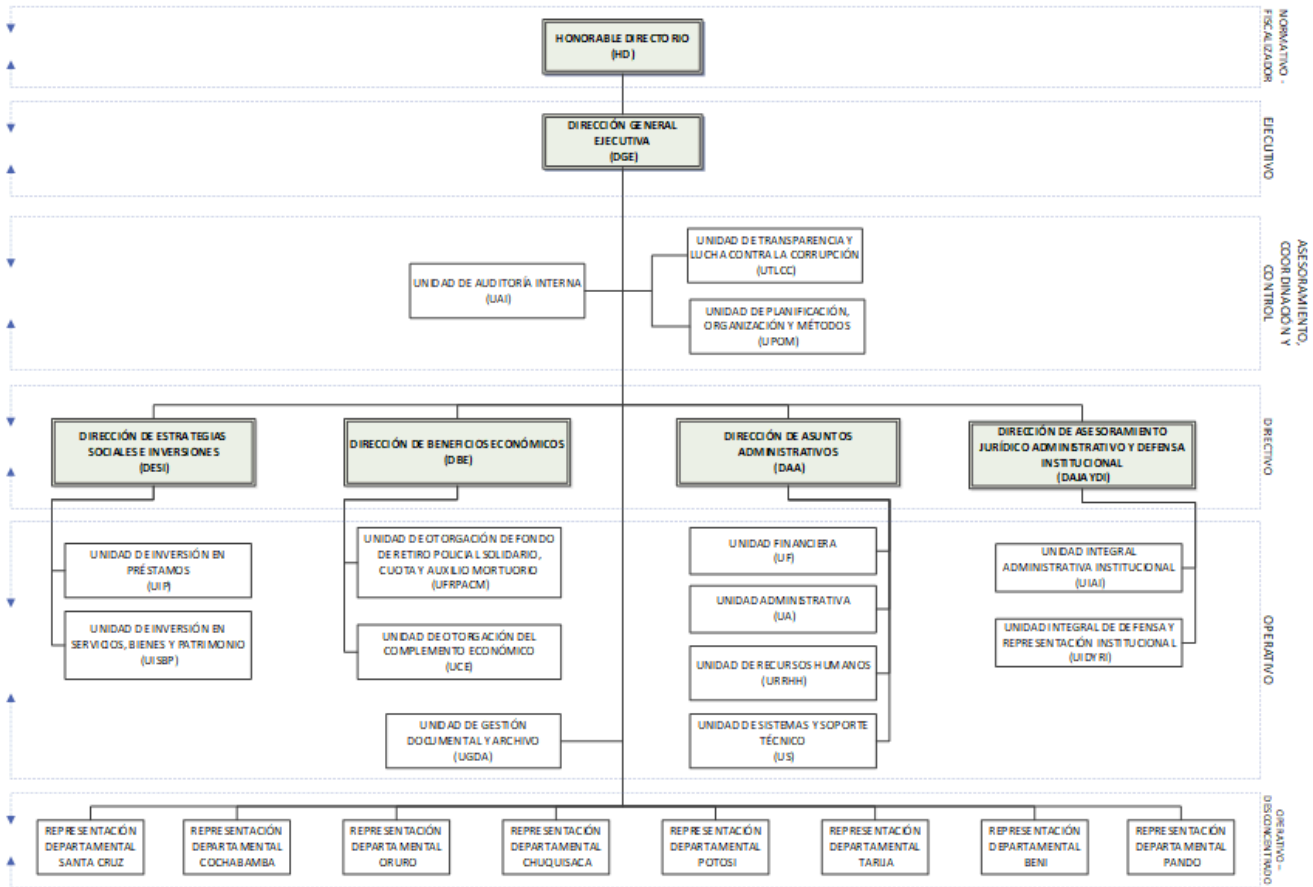 NORMATIVO -
FISCALIZADOR
HONORABLE DIRECTORIO
(HD)
EJECUTIVO
DIRECCIÓN GENERAL
EJECUTIVA
(DGE)
ASESORAMIENTO,
COORDINACIÓN Y
CONTROL
UNIDAD DE TRANSPARENCIA Y
LUCHA CONTRA LA CORRUPCIÓN
(UTLCC)
UNIDAD DE AUDITORÍA INTERNA
(UAI)
UNIDAD DE PLANIFICACIÓN,
ORGANIZACIÓN Y MÉTODOS
(UPOM)
DIRECTIVO
DIRECCIÓN DE ESTRATEGIAS
SOCIALES E INVERSIONES
(DESI)
DIRECCIÓN DE BENEFICIOS ECONÓMICOS
(DBE)
DIRECCIÓN DE ASUNTOS
ADMINISTRATIVOS
(DAA)
DIRECCIÓN DE ASESORAMIENTO
JURÍDICO ADMINISTRATIVO Y DEFENSA
INSTITUCIONAL
(DAJAYDI)
OPERATIVO
UNIDAD DE INVERSIÓN EN
PRÉSTAMOS
(UIP)
UNIDAD DE INVERSIÓN EN
SERVICIOS, BIENES Y PATRIMONIO
(UISBP)
UNIDAD DE OTORGACIÓN DE FONDO
DE RETIRO POLICIAL SOLIDARIO,
CUOTA Y AUXILIO MORTUORIO
(UFRPACM)
UNIDAD DE OTORGACIÓN DEL
COMPLEMENTO ECONÓMICO
(UCE)
UNIDAD DE GESTIÓN
DOCUMENTAL Y ARCHIVO
(UGDA)
UNIDAD FINANCIERA
(UF)
UNIDAD ADMINISTRATIVA
(UA)
UNIDAD DE RECURSOS HUMANOS
(URRHH)
UNIDAD DE SISTEMAS Y SOPORTE
TÉCNICO
(US)
UNIDAD INTEGRAL
ADMINISTRATIVA INSTITUCIONAL
(UIAI)
UNIDAD INTEGRAL DE DEFENSA Y
REPRESENTACIÓN INSTITUCIONAL
(UIDYRI)
OPERATIVO –
DESCONCENTRADO
REPRESENTACIÓN
DEPARTAMENTAL
SANTA CRUZ
REPRESENTACIÓN
DEPARTAMENTAL
COCHABAMBA
REPRESENTACIÓN
DEPARTAMENTAL
ORURO
REPRESENTACIÓN
DEPARTAMENTAL
CHUQUISACA
REPRESENTACIÓN
DEPARTAMENTAL
POTOSI
REPRESENTACIÓN
DEPARTAMENTAL
TARIJA
REPRESENTACIÓN
DEPARTAMENTAL
BENI
REPRESENTACIÓN
DEPARTAMENTAL
PANDO